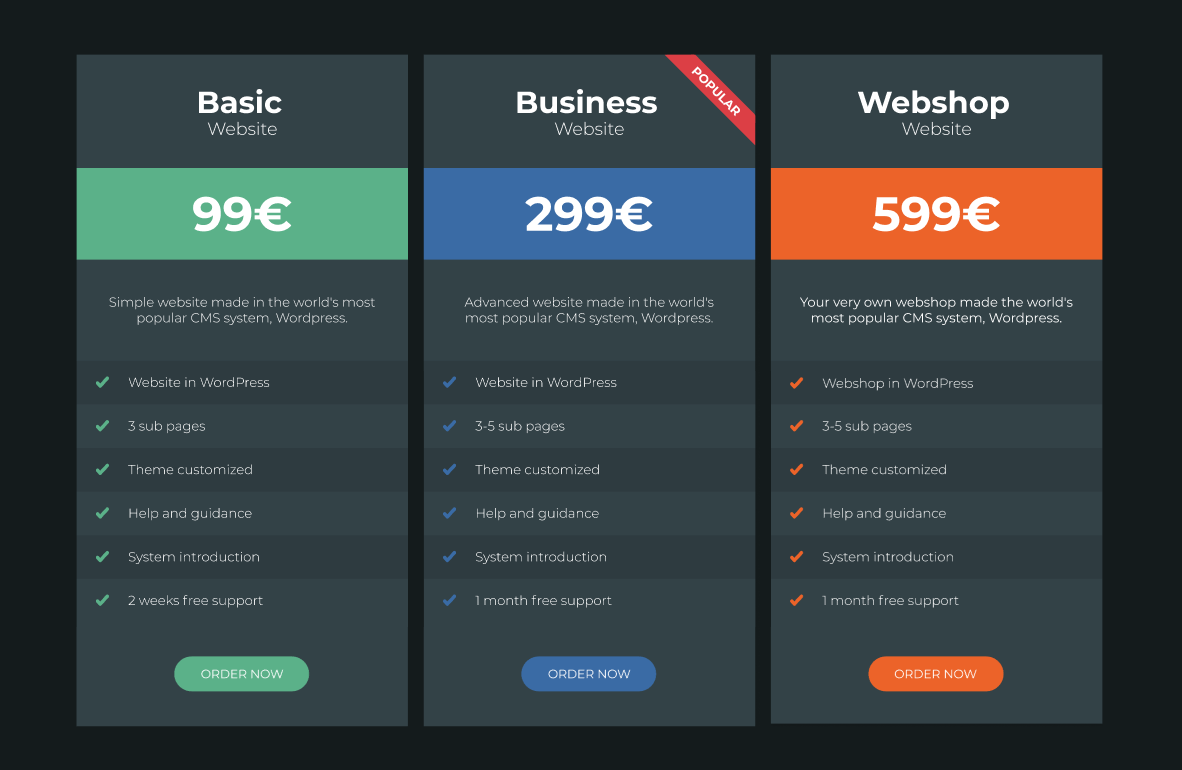 Basic
Website
99€
Simple website made in the world's most
popular CMS system, Wordpress.
Website in WordPress
3 sub pages
Theme customized
Help and guidance
System introduction
2 weeks free support
ORDER NOW
Business
Website
POPULAR
299€
Advanced website made in the world's
most popular CMS system, Wordpress.
Website in WordPress
3-5 sub pages
Theme customized
Help and guidance
System introduction
1 month free support
ORDER NOW
Webshop
Website
599€
Your very own webshop made the world's
most popular CMS system, Wordpress.
Webshop in WordPress
3-5 sub pages
Theme customized
Help and guidance
System introduction
1 month free support
ORDER NOW